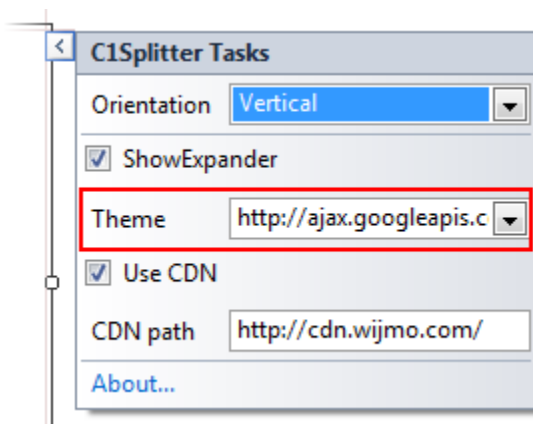 C1Splitter Tasks
Orientation Vertical
ShowExpander
Theme http://ajax.googleapis.c
Use CDN
CDN path http://cdn.wijmo.com/
About...